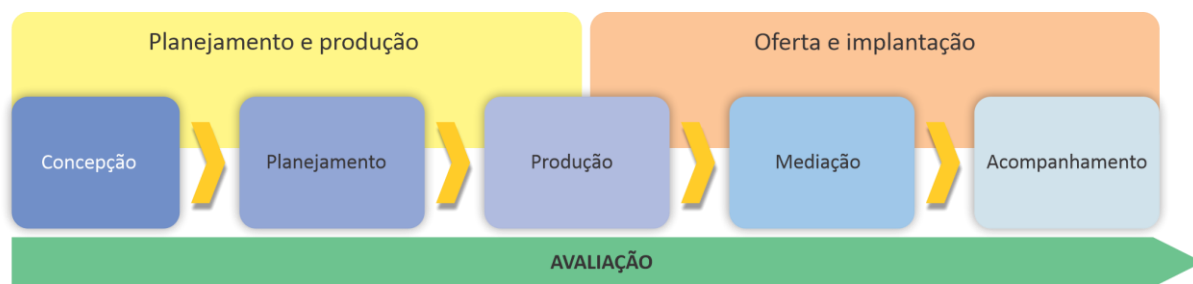 Planejamento e produção
Oferta e implantação
Concepção
Planejamento
Produção
Mediação
Acompanhamento
AVALIAÇÃO